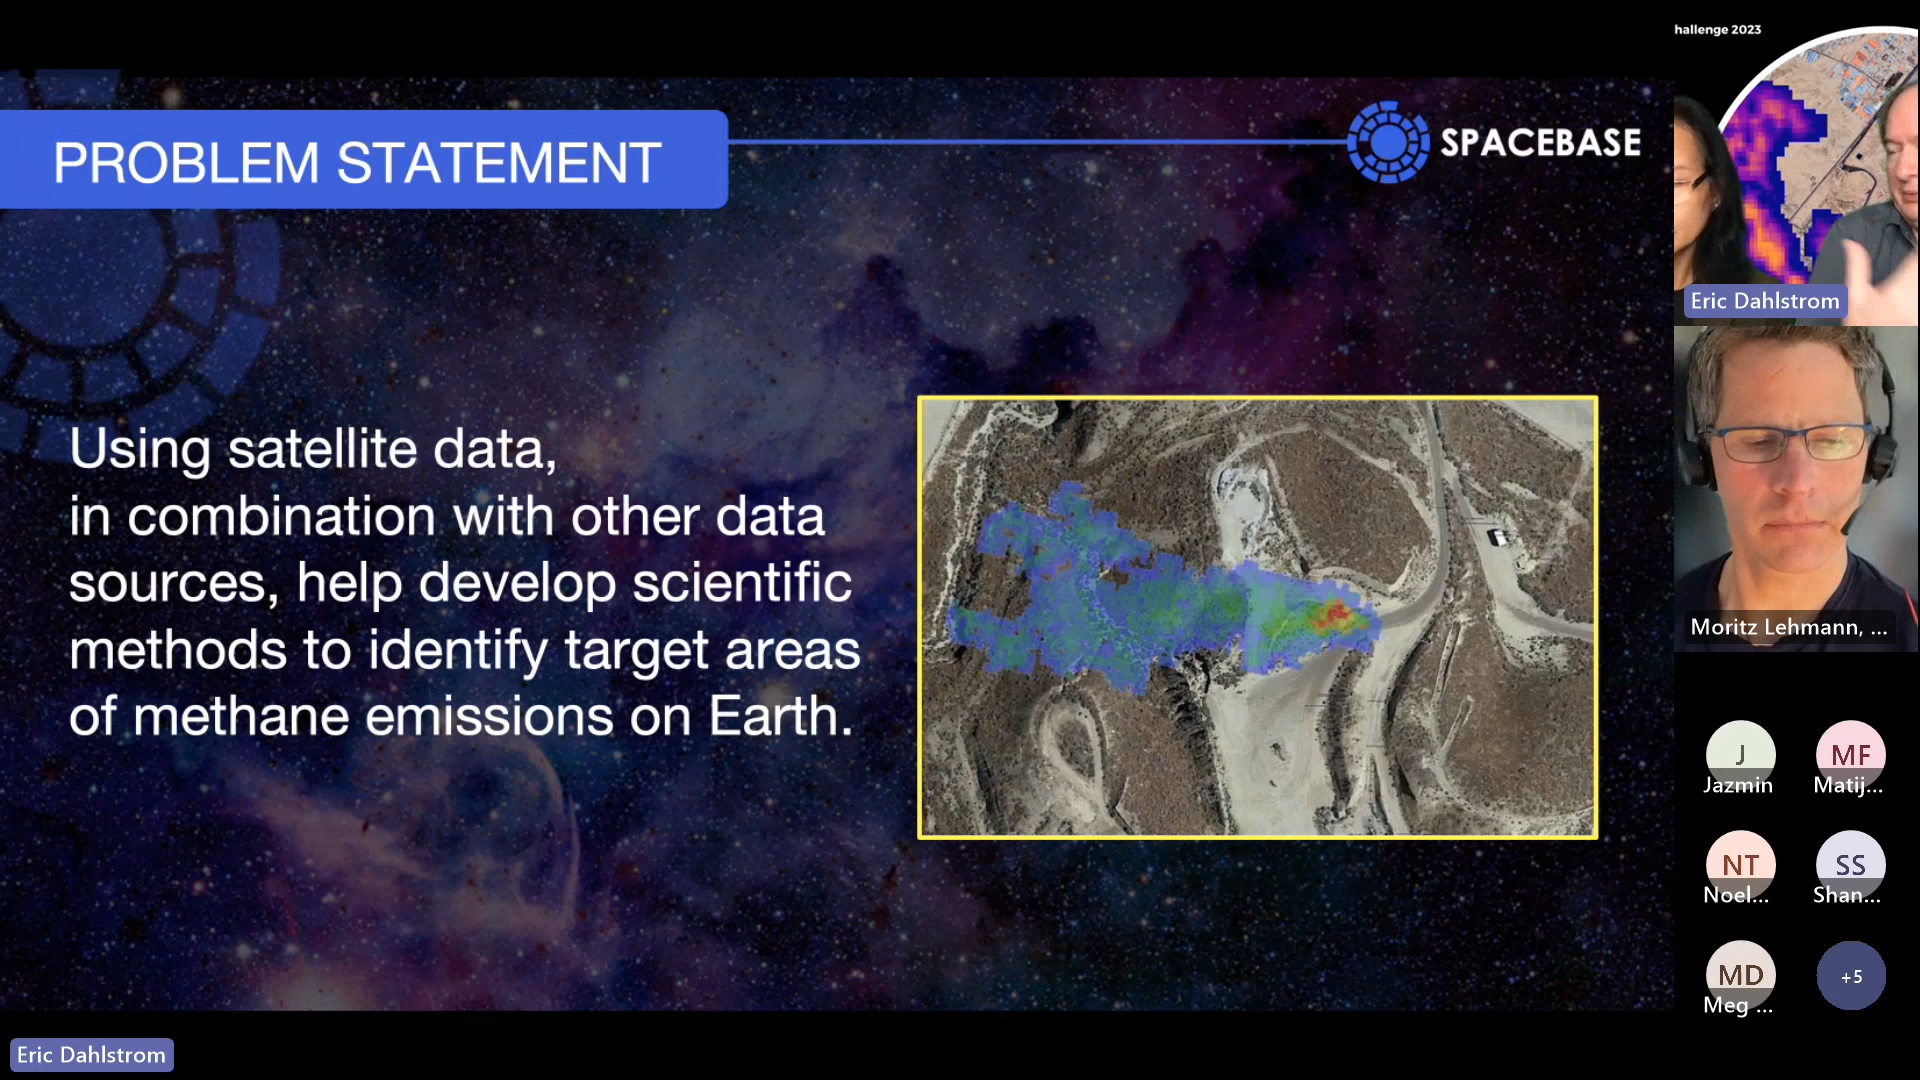 hallenge 2023
PROBLEM STATEMENT
SPACEBASE
Using satellite data,
in combination with other data
sources, help develop scientific
methods to identify target areas
of methane emissions on Earth.
Eric Dahlstrom
Moritz Lehmann, ...
J
Jazmin
MF
Matij...
NT
Noel...
SS
Shan...
MD
Meg ...
+5
Eric Dahlstrom